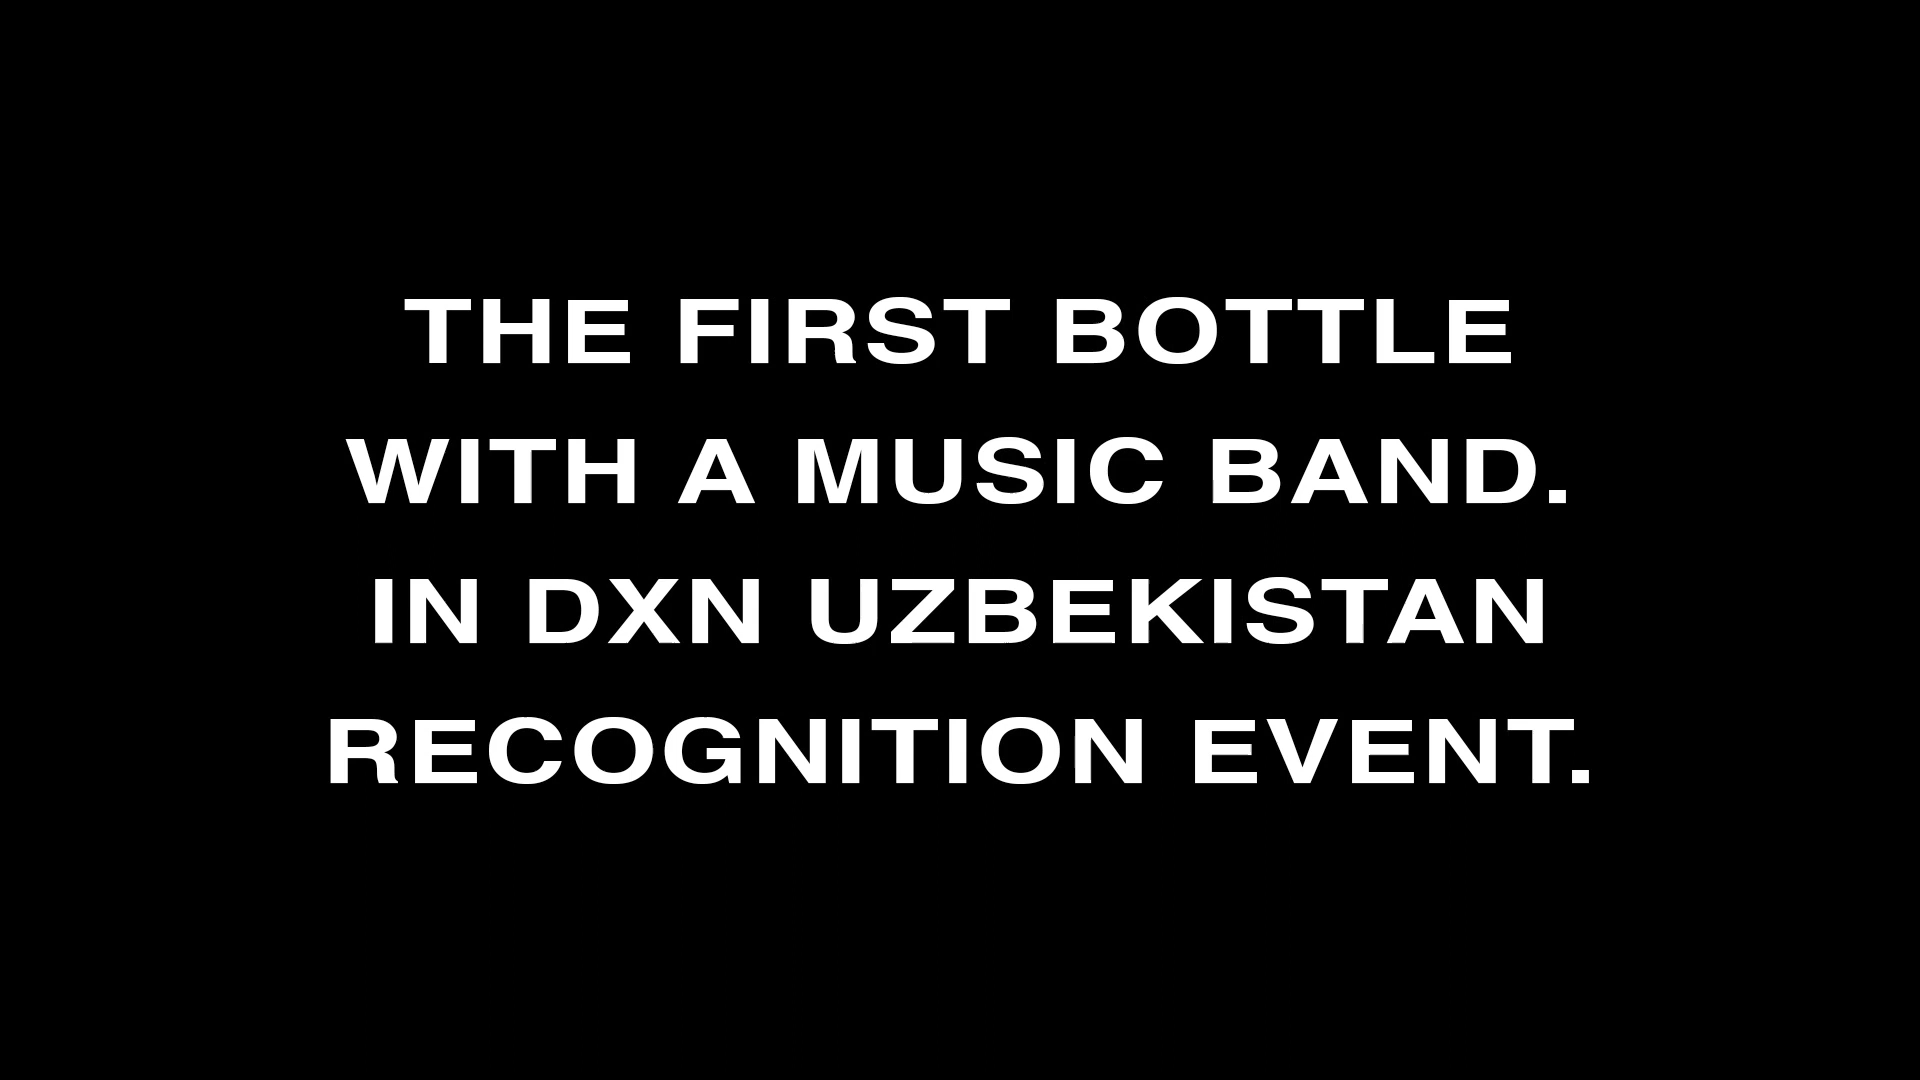 THE FIRST BOTTLE
WITH A MUSIC BAND.
IN DXN UZBEKISTAN
RECOGNITION EVENT.